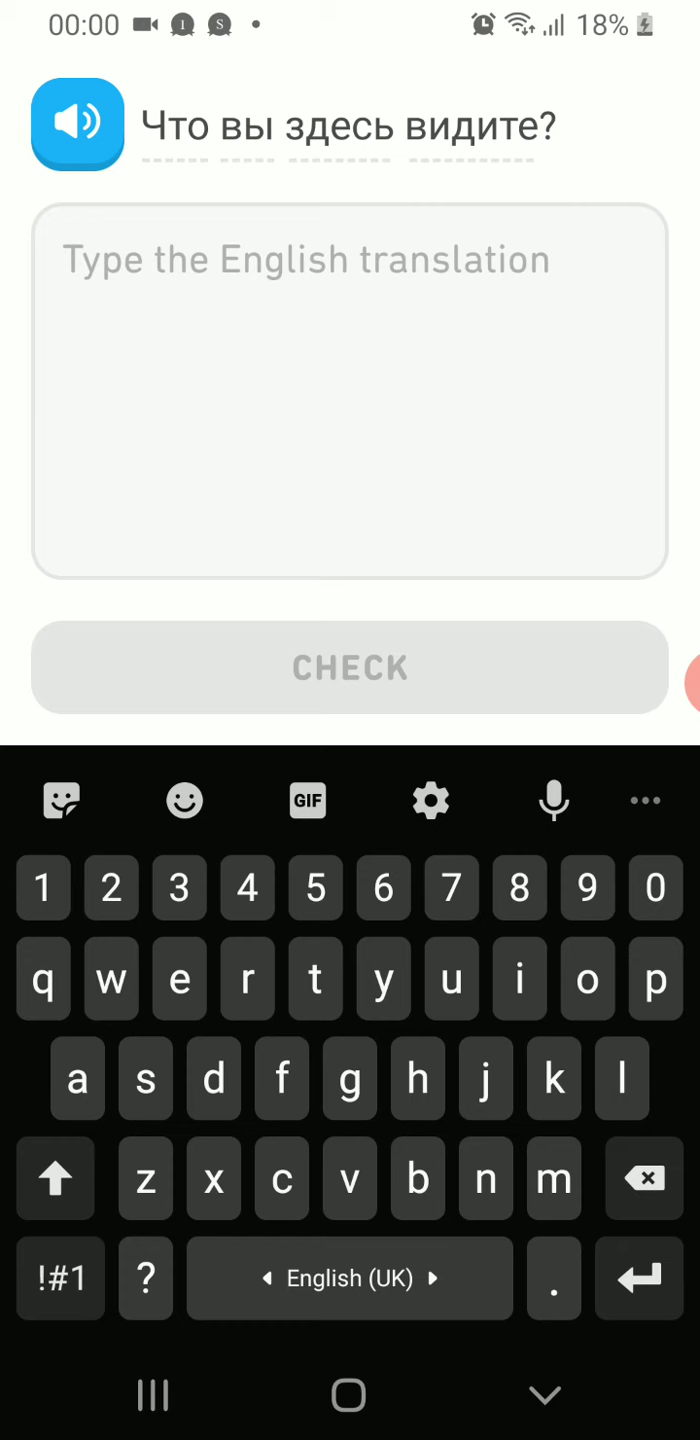 00:00 18%
Что вы здесь видите?
Type the English translation
CHECK
GIF
1 2 3 4 5 6 7 8 9 0
q w e r t y u i o p
a s d f g h j k l
z x c v b n m
!#1 ? English (UK) .